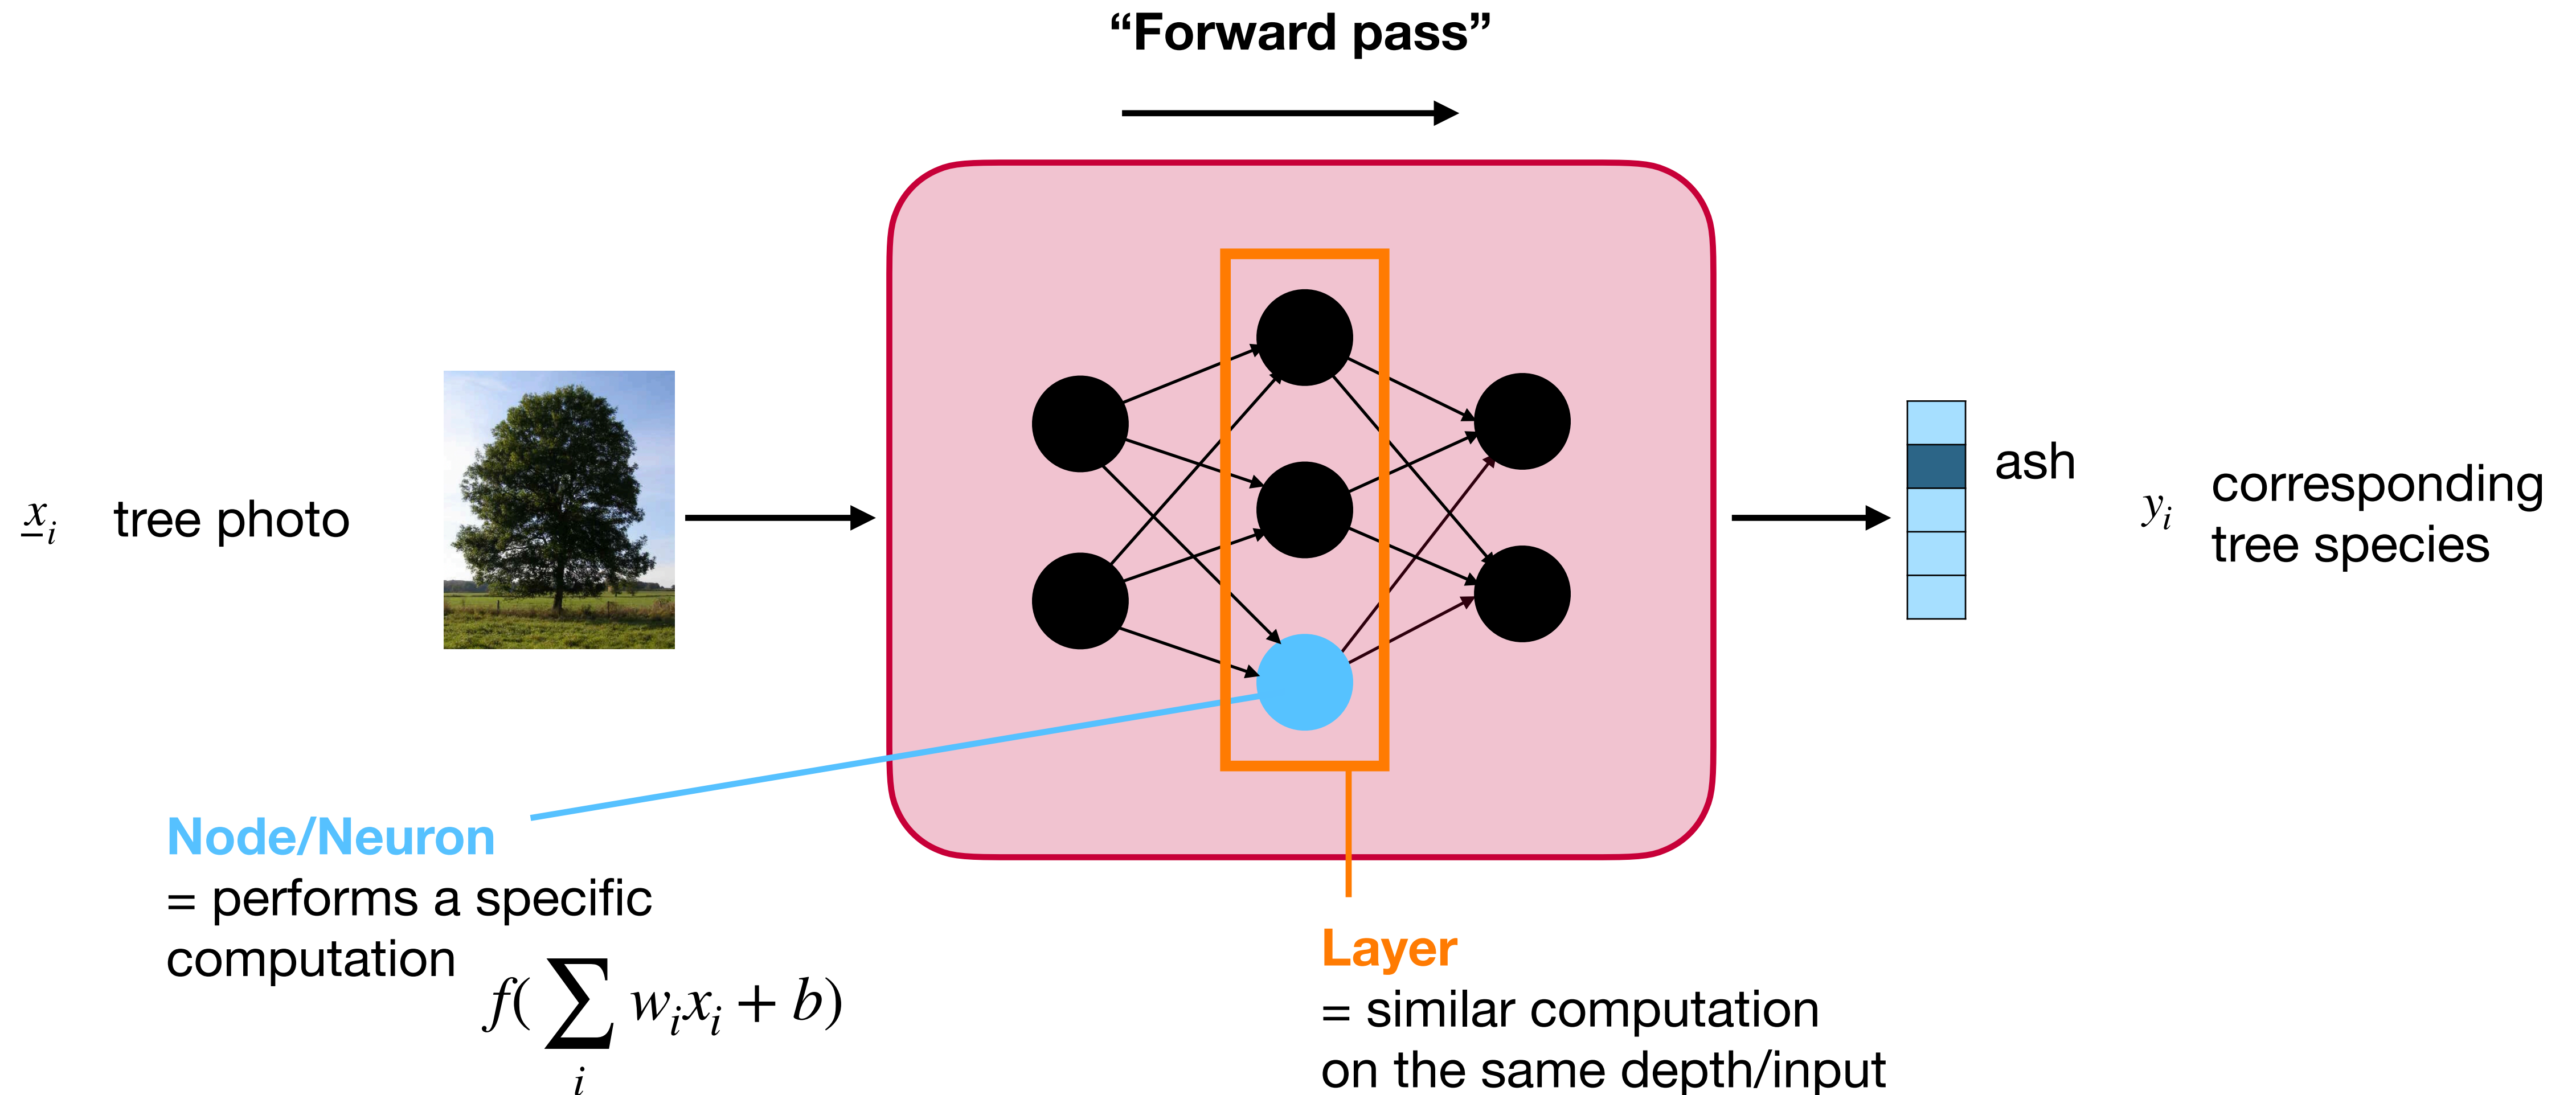 “Forward pass”
x_i tree photo
ash
y_i corresponding
tree species
Node/Neuron
= performs a specific
computation
f(∑_i w_i x_i + b)
Layer
= similar computation
on the same depth/input